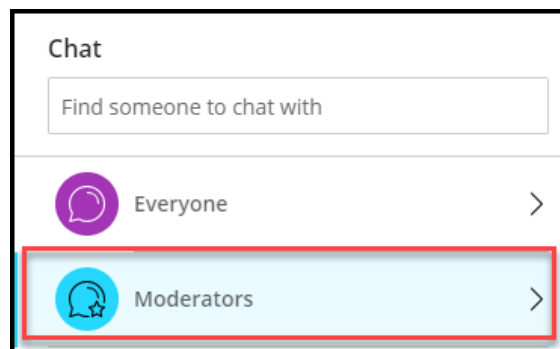 Chat
Find someone to chat with
Everyone
Moderators